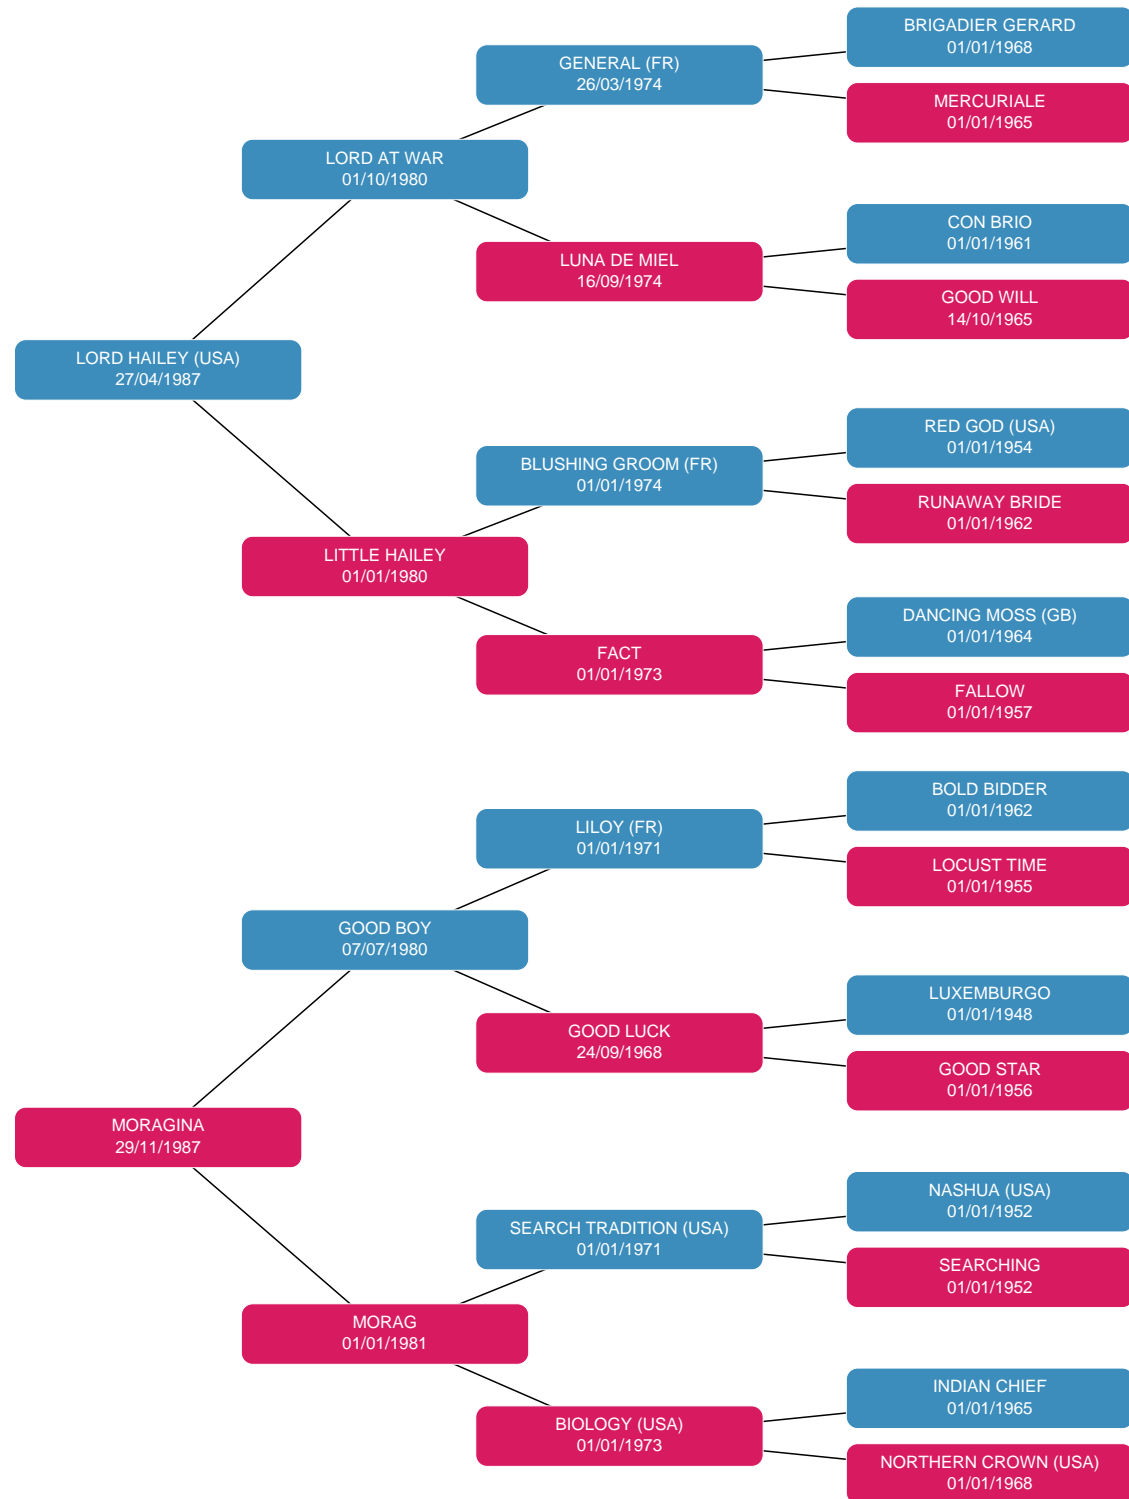 BRIGADIER GERARD
01/01/1968
GENERAL (FR)
26/03/1974
MERCURIALE
01/01/1965
LORD AT WAR
01/10/1980
CON BRIO
01/01/1961
LUNA DE MIEL
16/09/1974
GOOD WILL
14/10/1965
LORD HAILEY (USA)
27/04/1987
RED GOD (USA)
01/01/1954
BLUSHING GROOM (FR)
01/01/1974
RUNAWAY BRIDE
01/01/1962
LITTLE HAILEY
01/01/1980
DANCING MOSS (GB)
01/01/1964
FACT
01/01/1973
FALLOW
01/01/1957
BOLD BIDDER
01/01/1962
LILOY (FR)
01/01/1971
LOCUST TIME
01/01/1955
GOOD BOY
07/07/1980
LUXEMBURGO
01/01/1948
GOOD LUCK
24/09/1968
GOOD STAR
01/01/1956
MORAGINA
29/11/1987
NASHUA (USA)
01/01/1952
SEARCH TRADITION (USA)
01/01/1971
SEARCHING
01/01/1952
MORAG
01/01/1981
INDIAN CHIEF
01/01/1965
BIOLOGY (USA)
01/01/1973
NORTHERN CROWN (USA)
01/01/1968